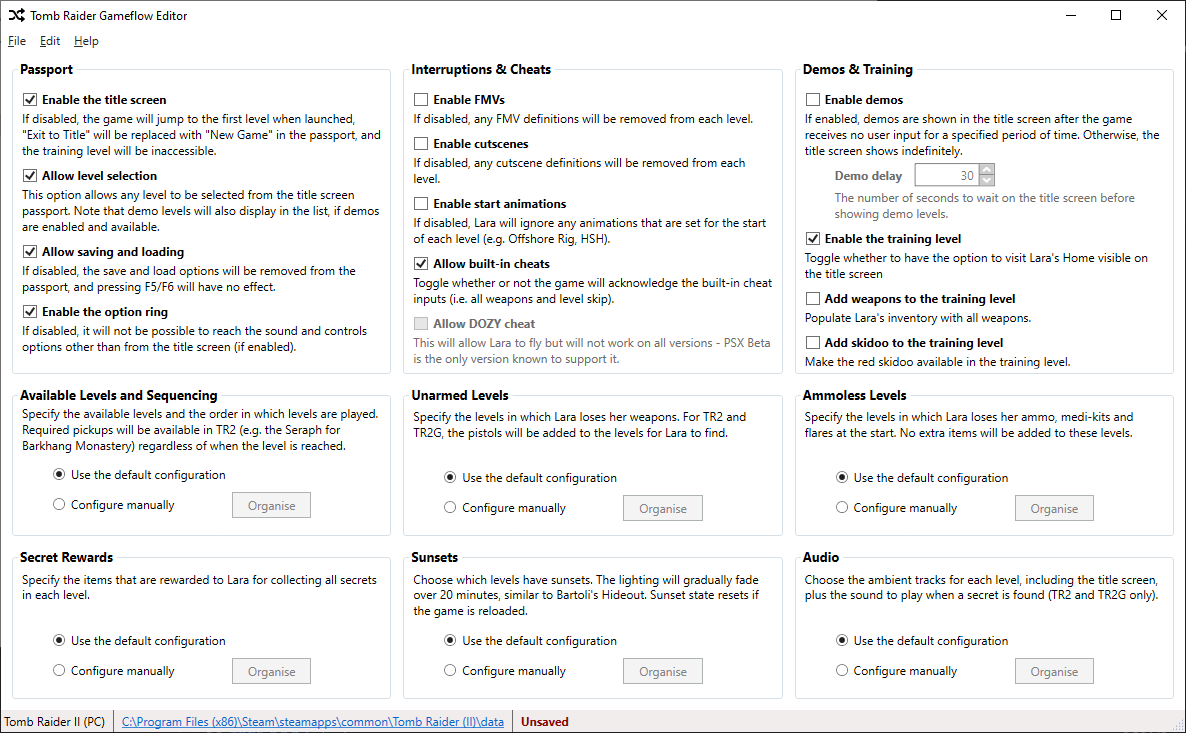 Tomb Raider Gameflow Editor
File Edit Help
Passport
Enable the title screen
If disabled, the game will jump to the first level when launched,
"Exit to Title" will be replaced with "New Game" in the passport, and
the training level will be inaccessible.
Allow level selection
This option allows any level to be selected from the title screen
passport. Note that demo levels will also display in the list, if demos
are enabled and available.
Allow saving and loading
If disabled, the save and load options will be removed from the
passport, and pressing F5/F6 will have no effect.
Enable the option ring
If disabled, it will not be possible to reach the sound and controls
options other than from the title screen (if enabled).
Interruptions & Cheats
Enable FMVs
If disabled, any FMV definitions will be removed from each level.
Enable cutscenes
If disabled, any cutscene definitions will be removed from each
level.
Enable start animations
If disabled, Lara will ignore any animations that are set for the start
of each level (e.g. Offshore Rig, HSH).
Allow built-in cheats
Toggle whether or not the game will acknowledge the built-in cheat
inputs (i.e. all weapons and level skip).
Allow DOZY cheat
This will allow Lara to fly but will not work on all versions - PSX Beta
is the only version known to support it.
Demos & Training
Enable demos
If enabled, demos are shown in the title screen after the game
receives no user input for a specified period of time. Otherwise, the
title screen shows indefinitely.
Demo delay 30
The number of seconds to wait on the title screen before
showing demo levels.
Enable the training level
Toggle whether to have the option to visit Lara's Home visible on
the title screen
Add weapons to the training level
Populate Lara's inventory with all weapons.
Add skidoo to the training level
Make the red skidoo available in the training level.
Available Levels and Sequencing
Specify the available levels and the order in which levels are played.
Required pickups will be available in TR2 (e.g. the Seraph for
Barkhang Monastery) regardless of when the level is reached.
Use the default configuration
Configure manually Organise
Unarmed Levels
Specify the levels in which Lara loses her weapons. For TR2 and
TR2G, the pistols will be added to the levels for Lara to find.
Use the default configuration
Configure manually Organise
Ammoless Levels
Specify the levels in which Lara loses her ammo, medi-kits and
flares at the start. No extra items will be added to these levels.
Use the default configuration
Configure manually Organise
Secret Rewards
Specify the items that are rewarded to Lara for collecting all secrets
in each level.
Use the default configuration
Configure manually Organise
Sunsets
Choose which levels have sunsets. The lighting will gradually fade
over 20 minutes, similar to Bartoli's Hideout. Sunset state resets if
the game is reloaded.
Use the default configuration
Configure manually Organise
Audio
Choose the ambient tracks for each level, including the title screen,
plus the sound to play when a secret is found (TR2 and TR2G only).
Use the default configuration
Configure manually Organise
Tomb Raider II (PC) C:\Program Files (x86)\Steam\steamapps\common\Tomb Raider (II)\data Unsaved